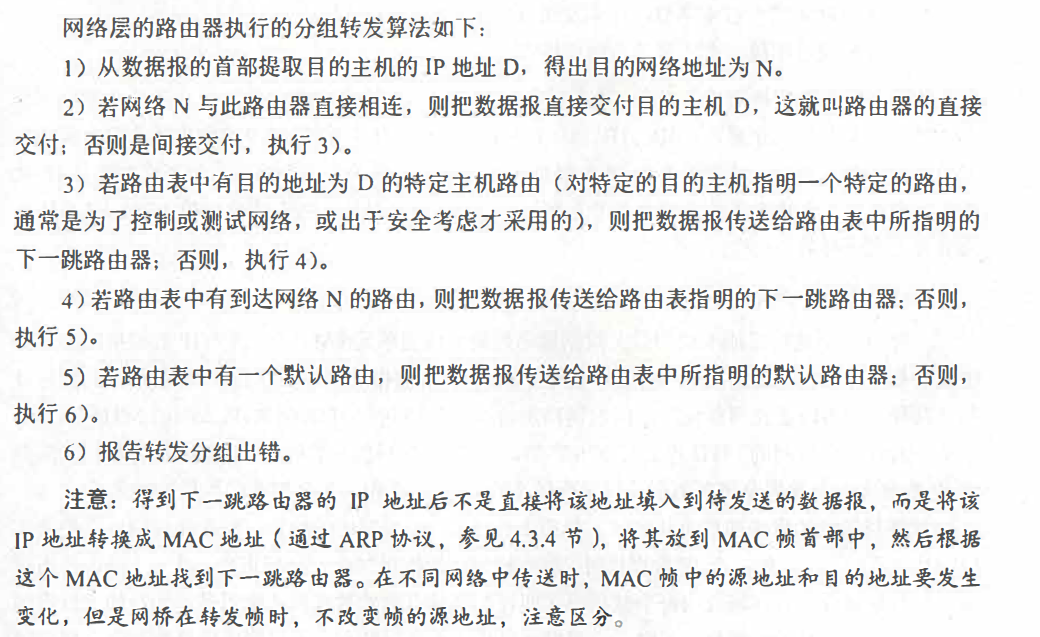 网络层的路由器执行的分组转发算法如下：
1）从数据报的首部提取目的主机的 IP 地址 D，得出目的网络地址为 N。
2）若网络 N 与此路由器直接相连，则把数据报直接交付目的主机 D，这就叫路由器的直接
交付；否则是间接交付，执行 3）。
3）若路由表中有目的地址为 D 的特定主机路由（对特定的目的主机指明一个特定的路由，
通常是为了控制或测试网络，或出于安全考虑才采用的），则把数据报传送给路由表中所指明的
下一跳路由器；否则，执行 4）。
4）若路由表中有到达网络 N 的路由，则把数据报传送给路由表指明的下一跳路由器；否则，
执行 5）。
5）若路由表中有一个默认路由，则把数据报传送给路由表中所指明的默认路由器；否则，
执行 6）。
6）报告转发分组出错。
注意：得到下一跳路由器的 IP 地址后不是直接将该地址填入到待发送的数据报，而是将该
IP 地址转换成 MAC 地址（通过 ARP 协议，参见 4.3.4 节），将其放到 MAC 帧首部中，然后根据
这个 MAC 地址找到下一跳路由器。在不同网络中传送时，MAC 帧中的源地址和目的地址要发生
变化，但是网桥在转发帧时，不改变帧的源地址，注意区分。